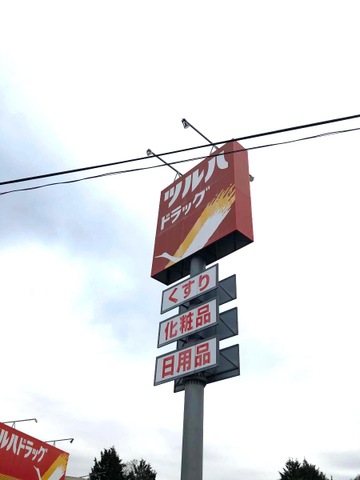 ツルハ
ドラッグ
くすり
化粧品
日用品
ルハドラッグ